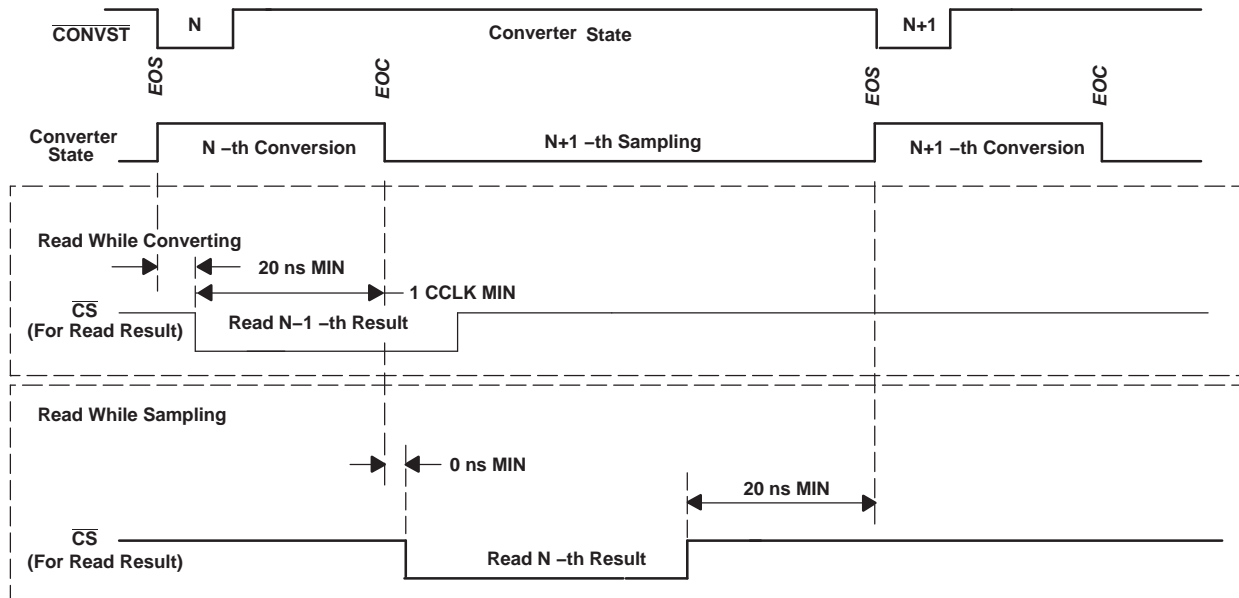 N
N+1
CONVST
Converter State
EOS
EOC
EOS
EOC
Converter
State
N –th Conversion
N+1 –th Sampling
N+1 –th Conversion
Read While Converting
20 ns MIN
1 CCLK MIN
CS
(For Read Result)
Read N–1 –th Result
Read While Sampling
0 ns MIN
20 ns MIN
CS
(For Read Result)
Read N –th Result